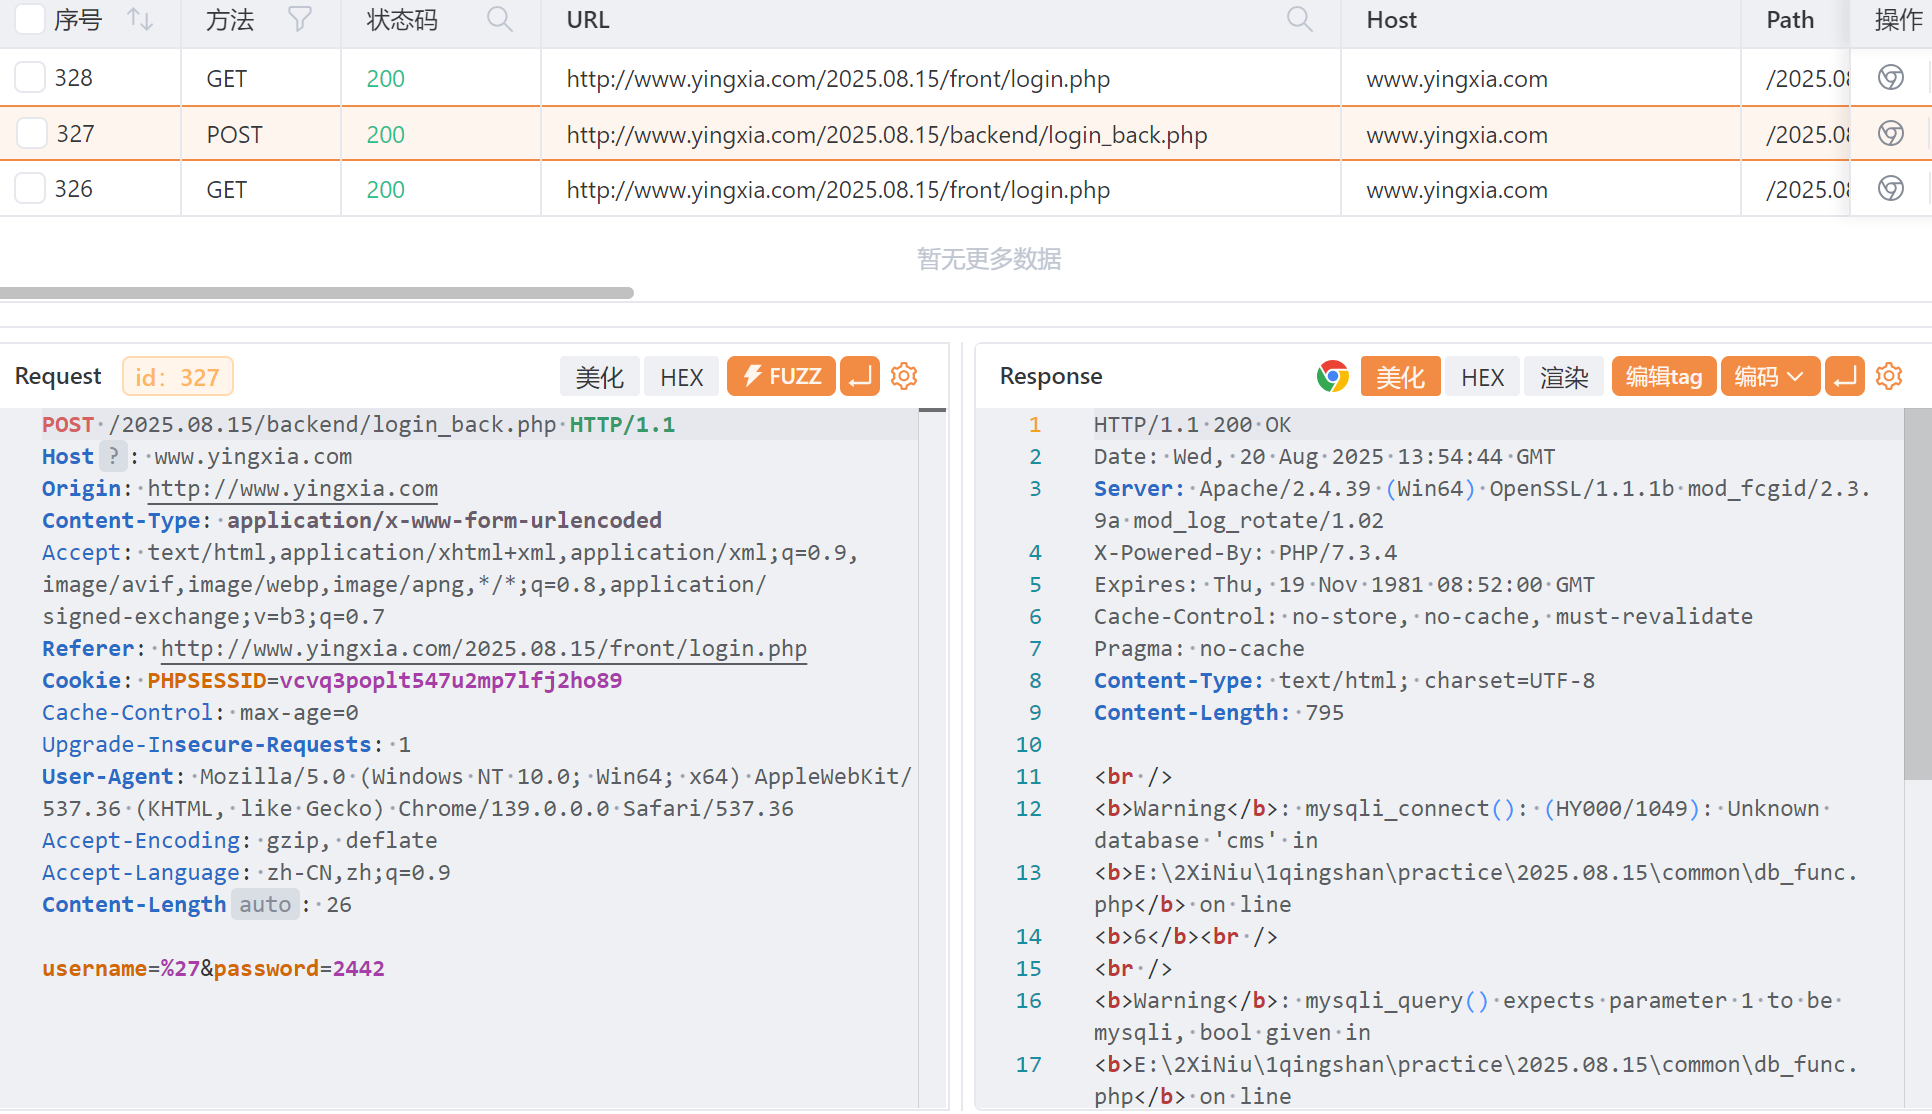 序号 方法 状态码 URL Host Path 操作
328 GET 200 http://www.yingxia.com/2025.08.15/front/login.php www.yingxia.com /2025.08
327 POST 200 http://www.yingxia.com/2025.08.15/backend/login_back.php www.yingxia.com /2025.08
326 GET 200 http://www.yingxia.com/2025.08.15/front/login.php www.yingxia.com /2025.08
暂无更多数据
Request id: 327 美化 HEX FUZZ
POST /2025.08.15/backend/login_back.php HTTP/1.1
Host ? : www.yingxia.com
Origin: http://www.yingxia.com
Content-Type: application/x-www-form-urlencoded
Accept: text/html,application/xhtml+xml,application/xml;q=0.9,
image/avif,image/webp,image/apng,*/*;q=0.8,application/
signed-exchange;v=b3;q=0.7
Referer: http://www.yingxia.com/2025.08.15/front/login.php
Cookie: PHPSESSID=vcvq3poplt547u2mp7lfj2ho89
Cache-Control: max-age=0
Upgrade-Insecure-Requests: 1
User-Agent: Mozilla/5.0 (Windows NT 10.0; Win64; x64) AppleWebKit/
537.36 (KHTML, like Gecko) Chrome/139.0.0.0 Safari/537.36
Accept-Encoding: gzip, deflate
Accept-Language: zh-CN,zh;q=0.9
Content-Length auto : 26
username=%27&password=2442
Response 美化 HEX 渲染 编辑tag 编码
1 HTTP/1.1 200 OK
2 Date: Wed, 20 Aug 2025 13:54:44 GMT
3 Server: Apache/2.4.39 (Win64) OpenSSL/1.1.1b mod_fcgid/2.3.
9a mod_log_rotate/1.02
4 X-Powered-By: PHP/7.3.4
5 Expires: Thu, 19 Nov 1981 08:52:00 GMT
6 Cache-Control: no-store, no-cache, must-revalidate
7 Pragma: no-cache
8 Content-Type: text/html; charset=UTF-8
9 Content-Length: 795
10
11 <br />
12 <b>Warning</b>: mysqli_connect(): (HY000/1049): Unknown
database 'cms' in
13 <b>E:\2XiNiu\1qingshan\practice\2025.08.15\common\db_func.
php</b> on line
14 <b>6</b><br />
15 <br />
16 <b>Warning</b>: mysqli_query() expects parameter 1 to be
mysqli, bool given in
17 <b>E:\2XiNiu\1qingshan\practice\2025.08.15\common\db_func.
php</b> on line